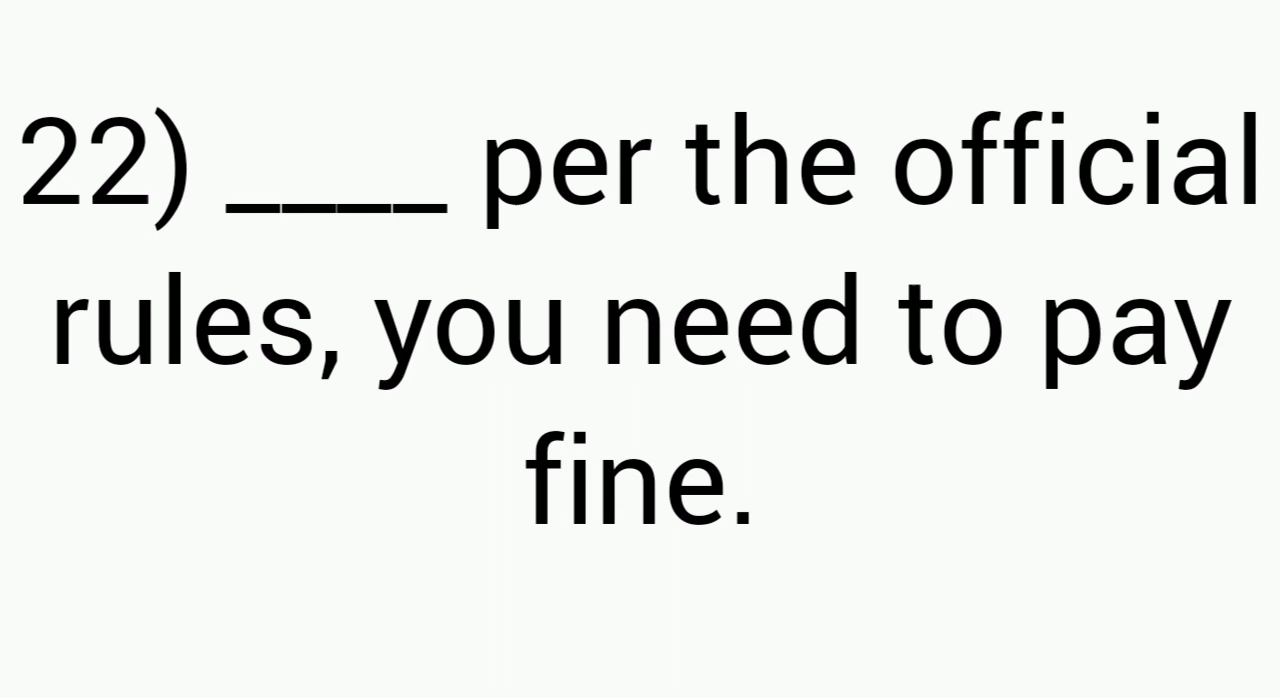 22) ____ per the official
rules, you need to pay
fine.